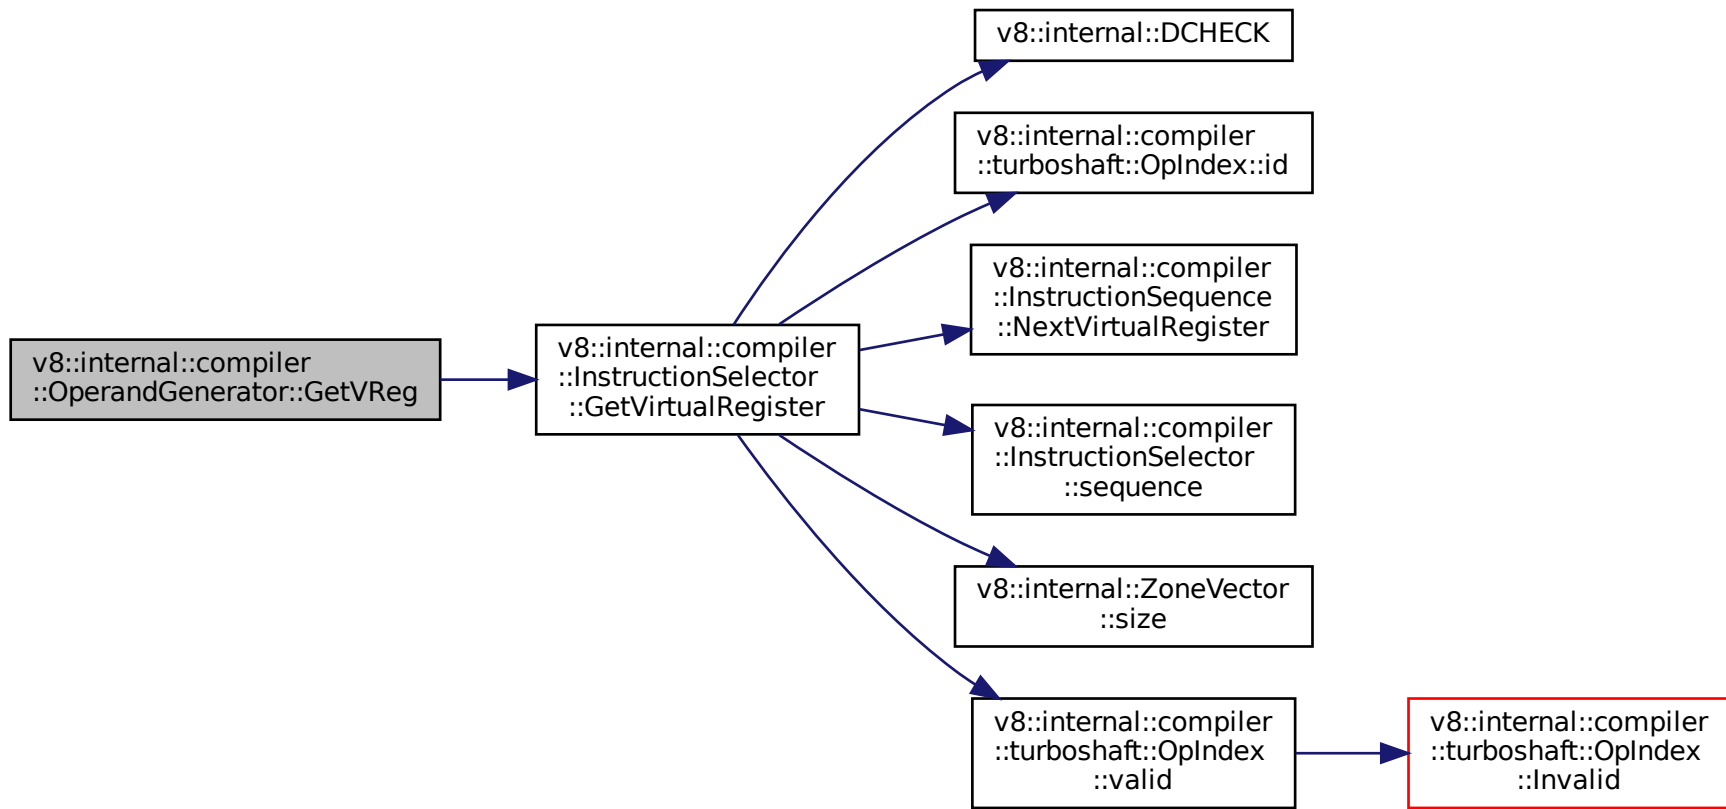 v8::internal::compiler
::OperandGenerator::GetVReg
v8::internal::compiler
::InstructionSelector
::GetVirtualRegister
v8::internal::DCHECK
v8::internal::compiler
::turboshaft::OpIndex::id
v8::internal::compiler
::InstructionSequence
::NextVirtualRegister
v8::internal::compiler
::InstructionSelector
::sequence
v8::internal::ZoneVector
::size
v8::internal::compiler
::turboshaft::OpIndex
::valid
v8::internal::compiler
::turboshaft::OpIndex
::Invalid